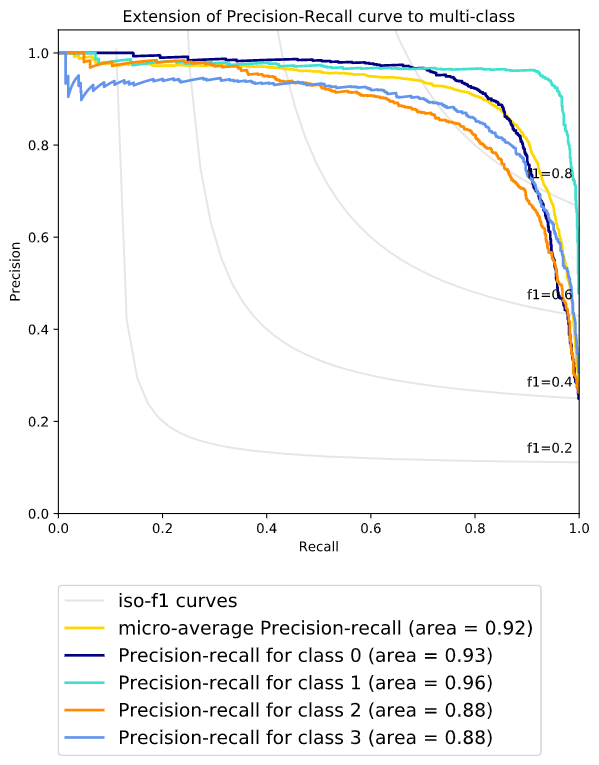 Extension of Precision-Recall curve to multi-class
1.0
0.8
0.6
0.4
0.2
0.0
Precision
f1=0.8
f1=0.6
f1=0.4
f1=0.2
0.0 0.2 0.4 0.6 0.8 1.0
Recall
iso-f1 curves
micro-average Precision-recall (area = 0.92)
Precision-recall for class 0 (area = 0.93)
Precision-recall for class 1 (area = 0.96)
Precision-recall for class 2 (area = 0.88)
Precision-recall for class 3 (area = 0.88)